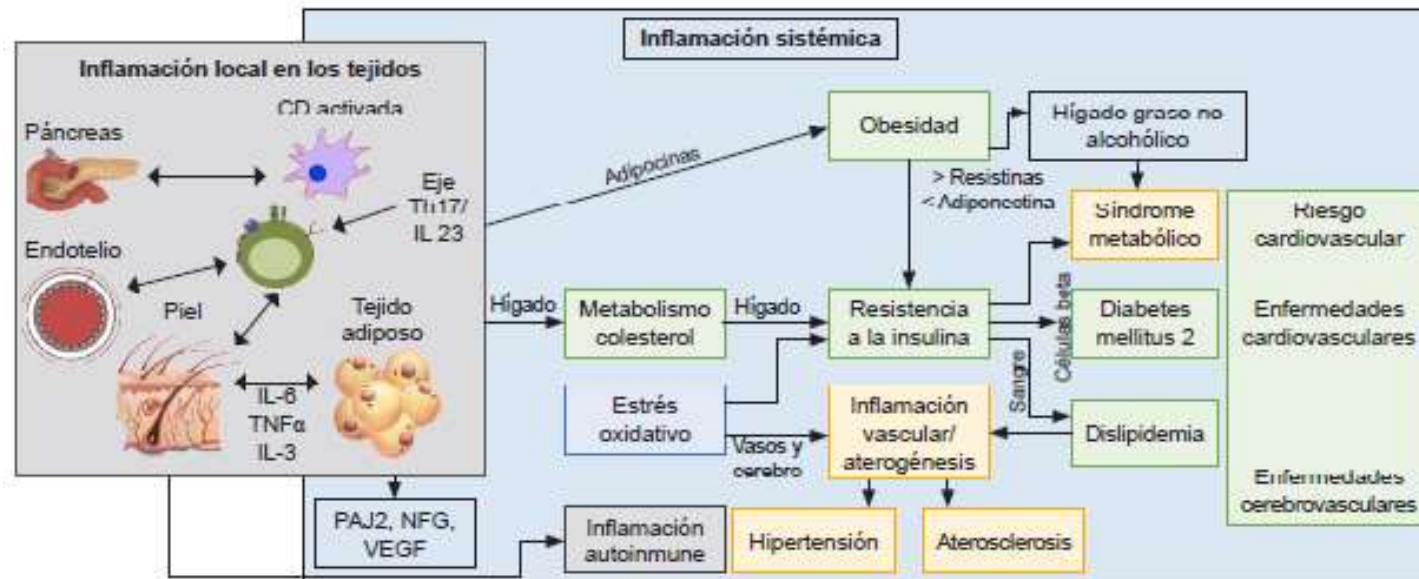 Inflamación sistémica
Inflamación local en los tejidos
CD activada
Páncreas
Eje
Th17/
IL 23
Endotelio
Piel
Tejido
adiposo
IL-6
TNFα
IL-3
Adipocinas
Obesidad
Hígado graso no
alcohólico
> Resistinas
< Adiponectina
Síndrome
metabólico
Riesgo
cardiovascular
Hígado
Metabolismo
colesterol
Hígado
Resistencia
a la insulina
Células beta
Diabetes
mellitus 2
Enfermedades
cardiovasculares
Estrés
oxidativo
Vasos y
cerebro
Inflamación
vascular/
aterogénesis
Sangre
Dislipidemia
Enfermedades
cerebrovasculares
PAJ2, NFG,
VEGF
Inflamación
autoinmune
Hipertensión
Aterosclerosis